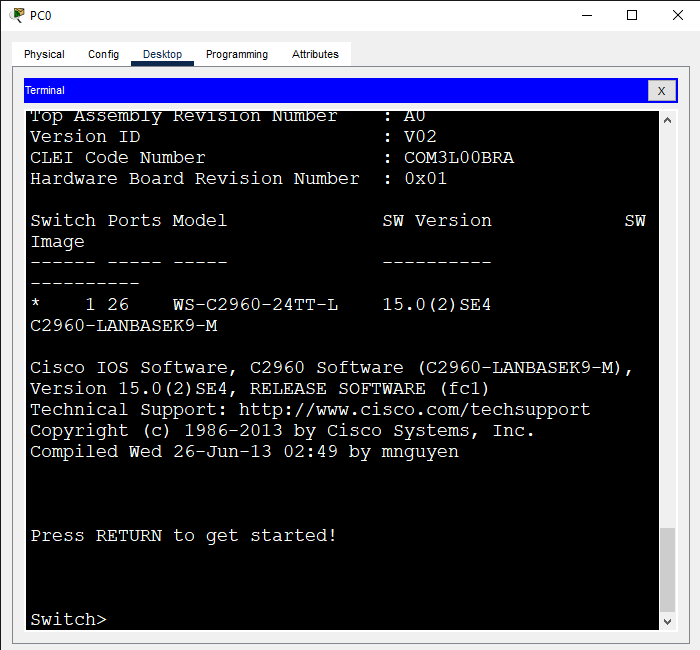 PC0
Physical Config Desktop Programming Attributes
Terminal X
Top Assembly Revision Number    : A0
Version ID                      : V02
CLEI Code Number                : COM3L00BRA
Hardware Board Revision Number  : 0x01
Switch Ports Model              SW Version            SW
Image
------ ----- -----              ----------
----------
*    1 26    WS-C2960-24TT-L    15.0(2)SE4
C2960-LANBASEK9-M
Cisco IOS Software, C2960 Software (C2960-LANBASEK9-M),
Version 15.0(2)SE4, RELEASE SOFTWARE (fc1)
Technical Support: http://www.cisco.com/techsupport
Copyright (c) 1986-2013 by Cisco Systems, Inc.
Compiled Wed 26-Jun-13 02:49 by mnguyen
Press RETURN to get started!
Switch>